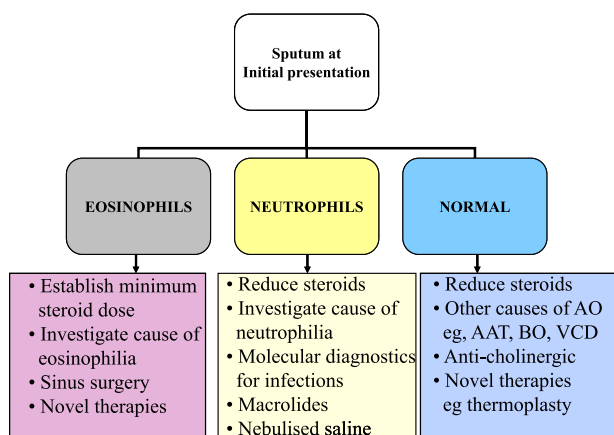 Sputum at
Initial presentation
EOSINOPHILS
NEUTROPHILS
NORMAL
• Establish minimum
steroid dose
• Investigate cause of
eosinophilia
• Sinus surgery
• Novel therapies
• Reduce steroids
• Investigate cause of
neutrophilia
• Molecular diagnostics
for infections
• Macrolides
• Nebulised saline
• Reduce steroids
• Other causes of AO
eg, AAT, BO, VCD
• Anti-cholinergic
• Novel therapies
eg thermoplasty